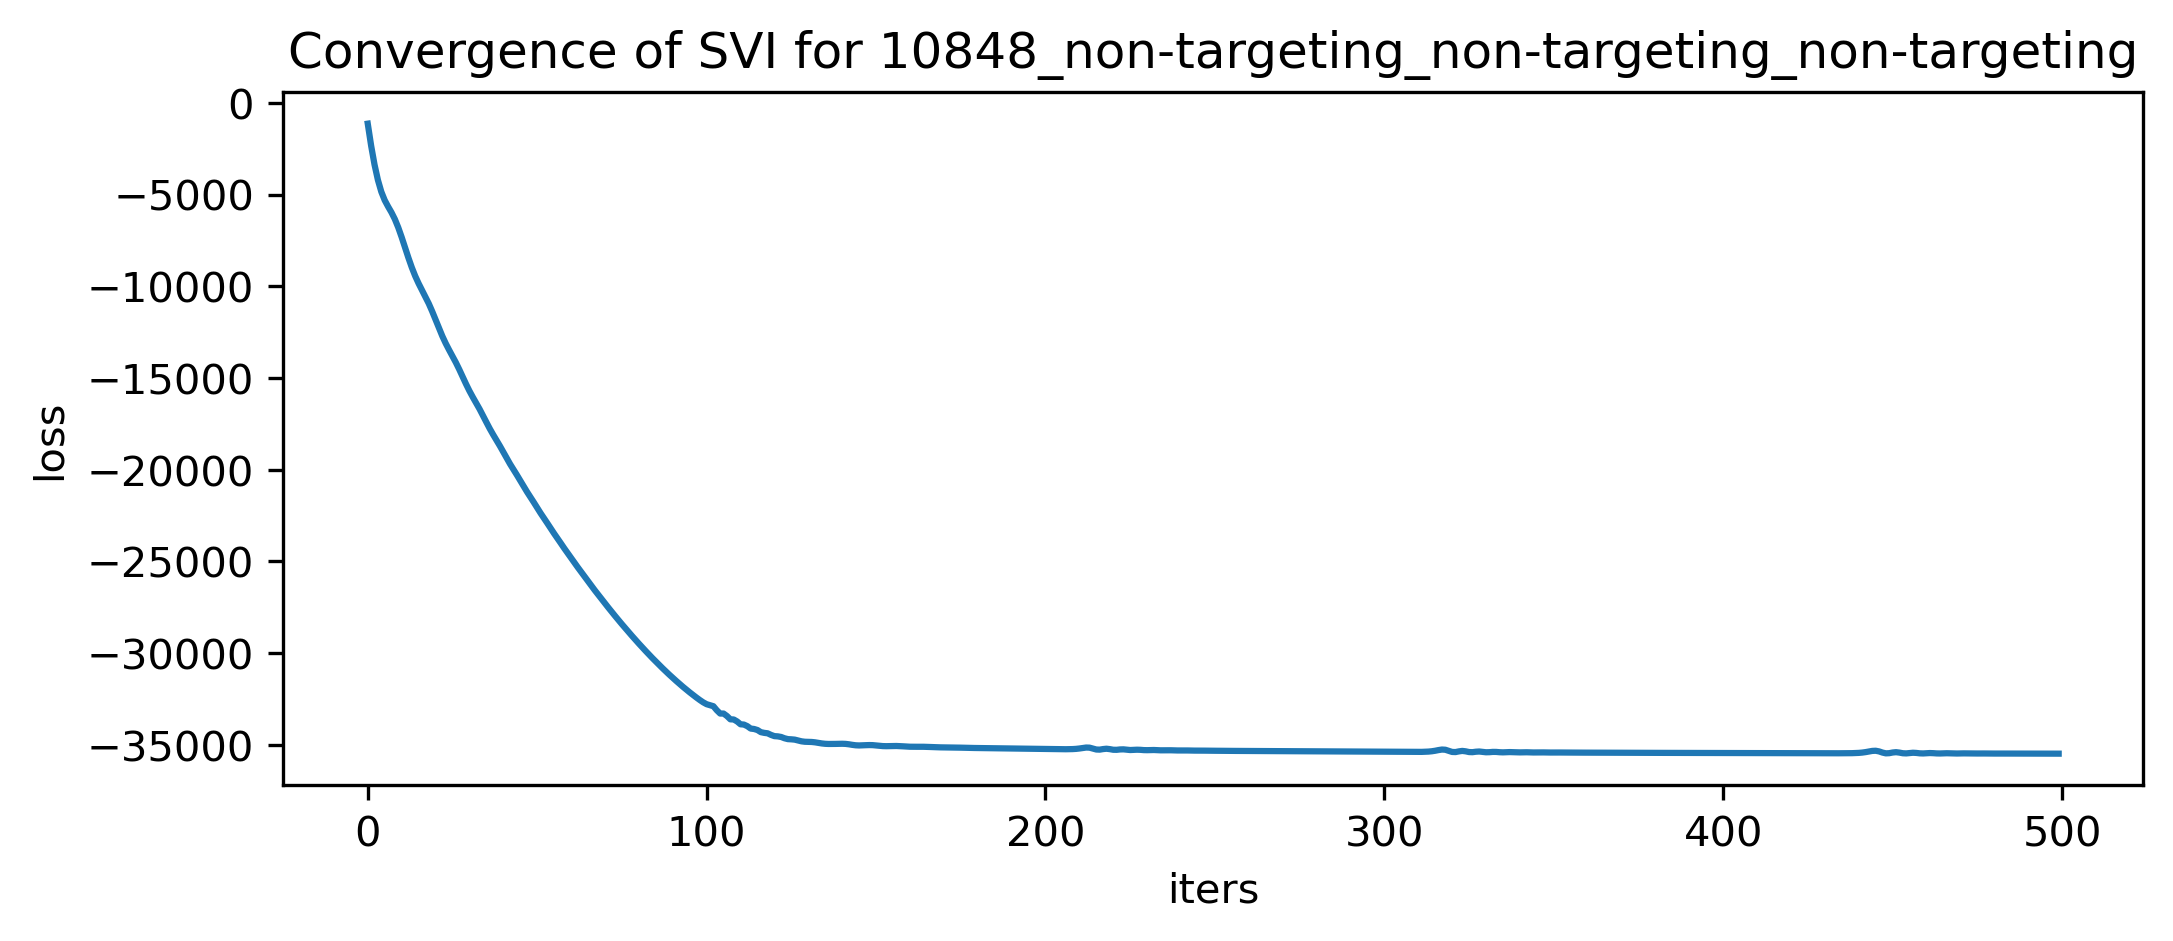 Convergence of SVI for 10848_non-targeting_non-targeting_non-targeting
0
−5000
−10000
−15000
−20000
−25000
−30000
−35000
loss
0 100 200 300 400 500
iters